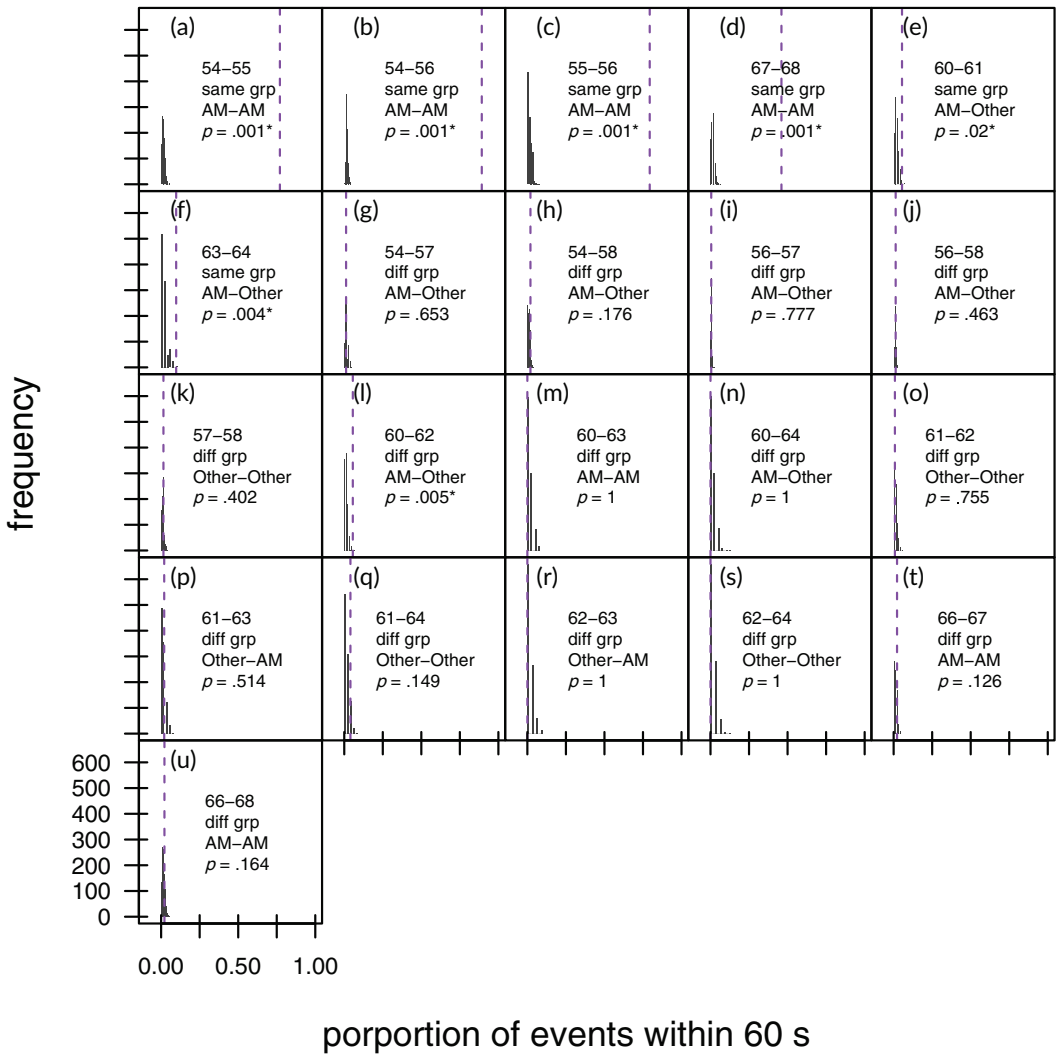 (a)
54–55
same grp
AM–AM
p = .001*
(b)
54–56
same grp
AM–AM
p = .001*
(c)
55–56
same grp
AM–AM
p = .001*
(d)
67–68
same grp
AM–AM
p = .001*
(e)
60–61
same grp
AM–Other
p = .02*
(f)
63–64
same grp
AM–Other
p = .004*
(g)
54–57
diff grp
AM–Other
p = .653
(h)
54–58
diff grp
AM–Other
p = .176
(i)
56–57
diff grp
AM–Other
p = .777
(j)
56–58
diff grp
AM–Other
p = .463
(k)
57–58
diff grp
Other–Other
p = .402
(l)
60–62
diff grp
AM–Other
p = .005*
(m)
60–63
diff grp
AM–AM
p = 1
(n)
60–64
diff grp
AM–Other
p = 1
(o)
61–62
diff grp
Other–Other
p = .755
(p)
61–63
diff grp
Other–AM
p = .514
(q)
61–64
diff grp
Other–Other
p = .149
(r)
62–63
diff grp
Other–AM
p = 1
(s)
62–64
diff grp
Other–Other
p = 1
(t)
66–67
diff grp
AM–AM
p = .126
(u)
66–68
diff grp
AM–AM
p = .164
frequency
600
500
400
300
200
100
0
0.00 0.50 1.00
porportion of events within 60 s